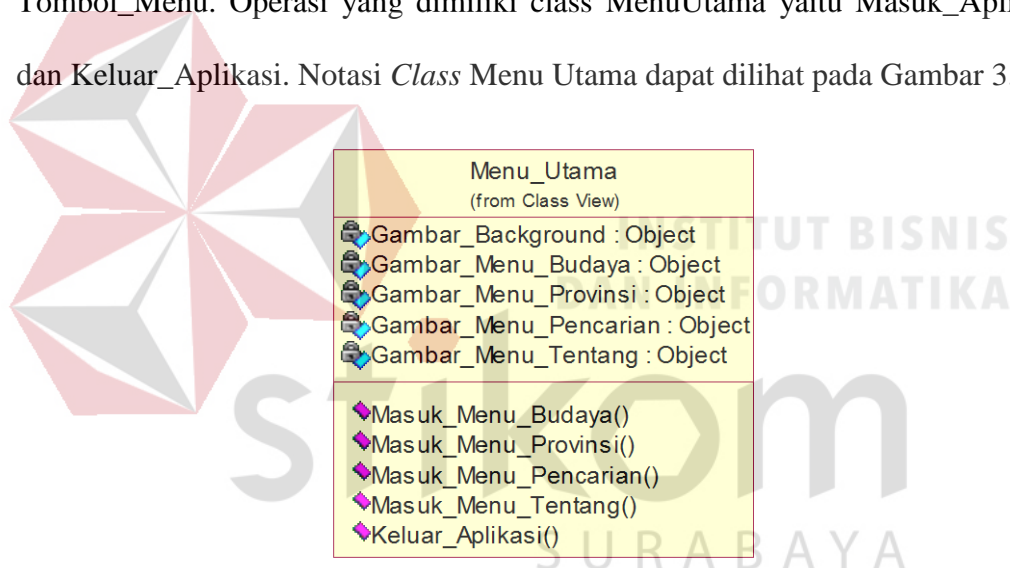 Tombol_Menu. Operasi yang dimiliki class MenuUtama yaitu
dan Keluar_Aplikasi. Notasi Class Menu Utama dapat dilihat pada Gambar 3
Menu_Utama
(from Class View)
Gambar_Background : Object
Gambar_Menu_Budaya : Object
Gambar_Menu_Provinsi : Object
Gambar_Menu_Pencarian : Object
Gambar_Menu_Tentang : Object
Masuk_Menu_Budaya()
Masuk_Menu_Provinsi()
Masuk_Menu_Pencarian()
Masuk_Menu_Tentang()
Keluar_Aplikasi()
INSTITUT BISNIS
DAN INFORMATIKA
stikom
SURABAYA